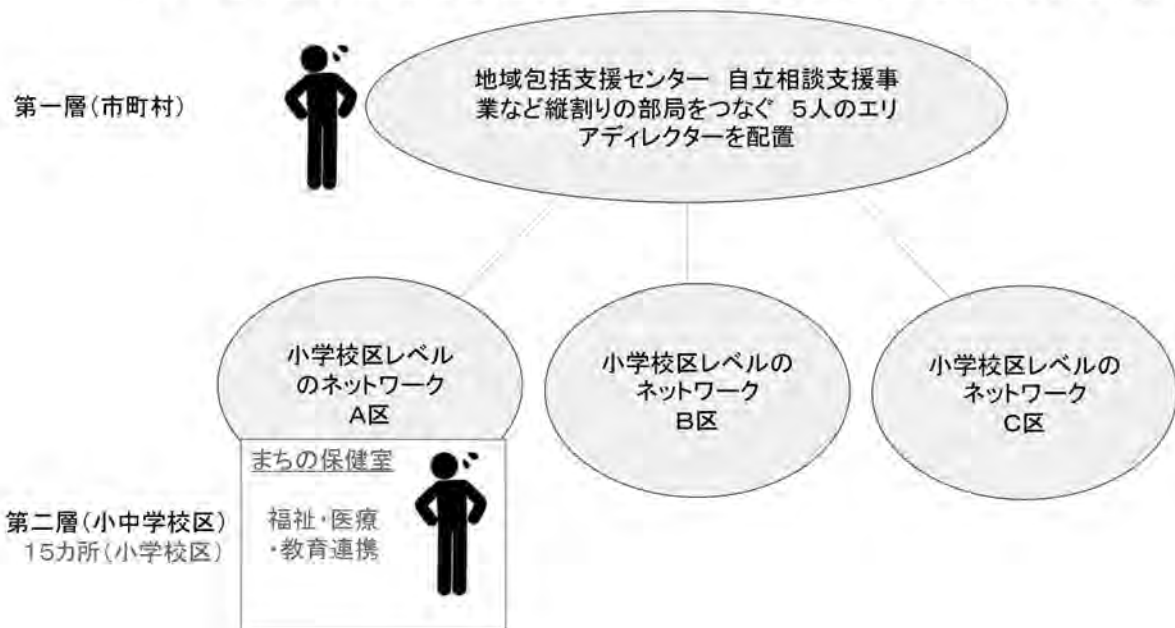 第一層(市町村)
地域包括支援センター 自立相談支援事
業など縦割りの部局をつなぐ 5人のエリ
アディレクターを配置
小学校区レベル
のネットワーク
A区
小学校区レベルの
ネットワーク
B区
小学校区レベルの
ネットワーク
C区
まちの保健室
福祉・医療
・教育連携
第二層(小中学校区)
15カ所(小学校区)